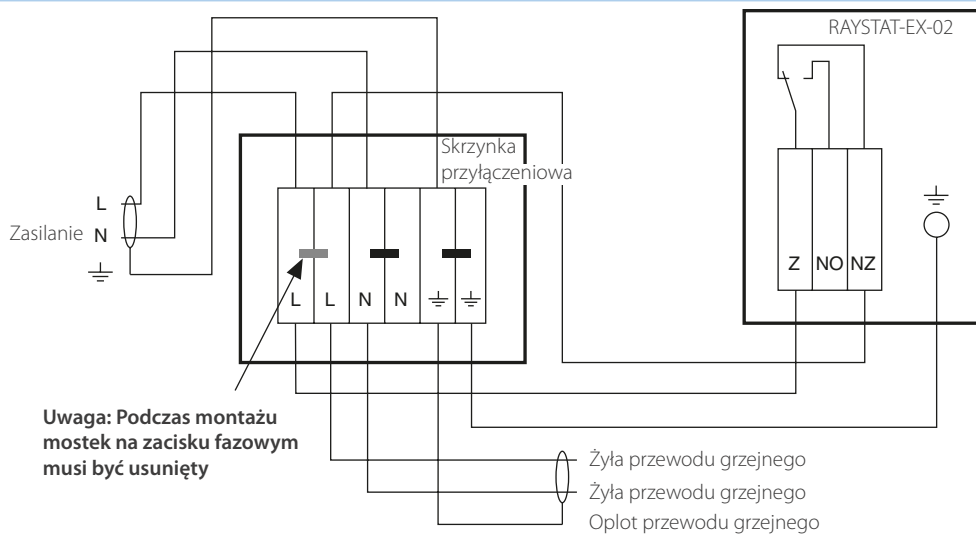 RAYSTAT-EX-02
Skrzynka
przyłączeniowa
L
Zasilanie N
Z NO NZ
L L N N
Uwaga: Podczas montażu
mostek na zacisku fazowym
musi być usunięty
Żyła przewodu grzejnego
Żyła przewodu grzejnego
Oplot przewodu grzejnego